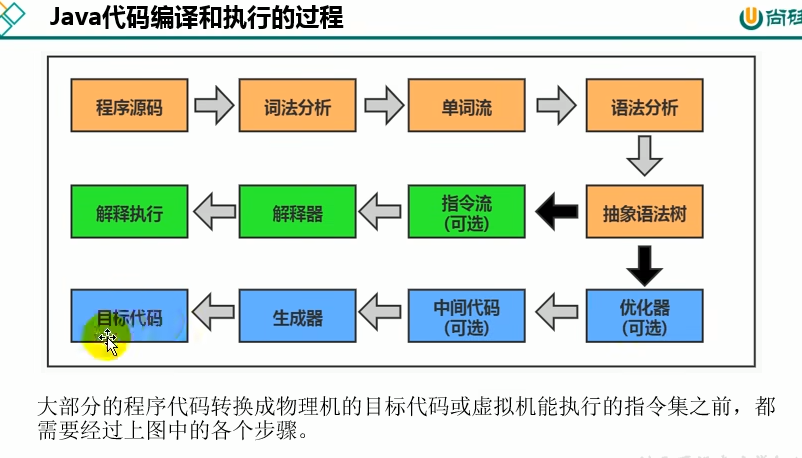 Java代码编译和执行的过程
尚硅
程序源码
词法分析
单词流
语法分析
解释执行
解释器
指令流
(可选)
抽象语法树
目标代码
生成器
中间代码
(可选)
优化器
(可选)
大部分的程序代码转换成物理机的目标代码或虚拟机能执行的指令集之前，都
需要经过上图中的各个步骤。